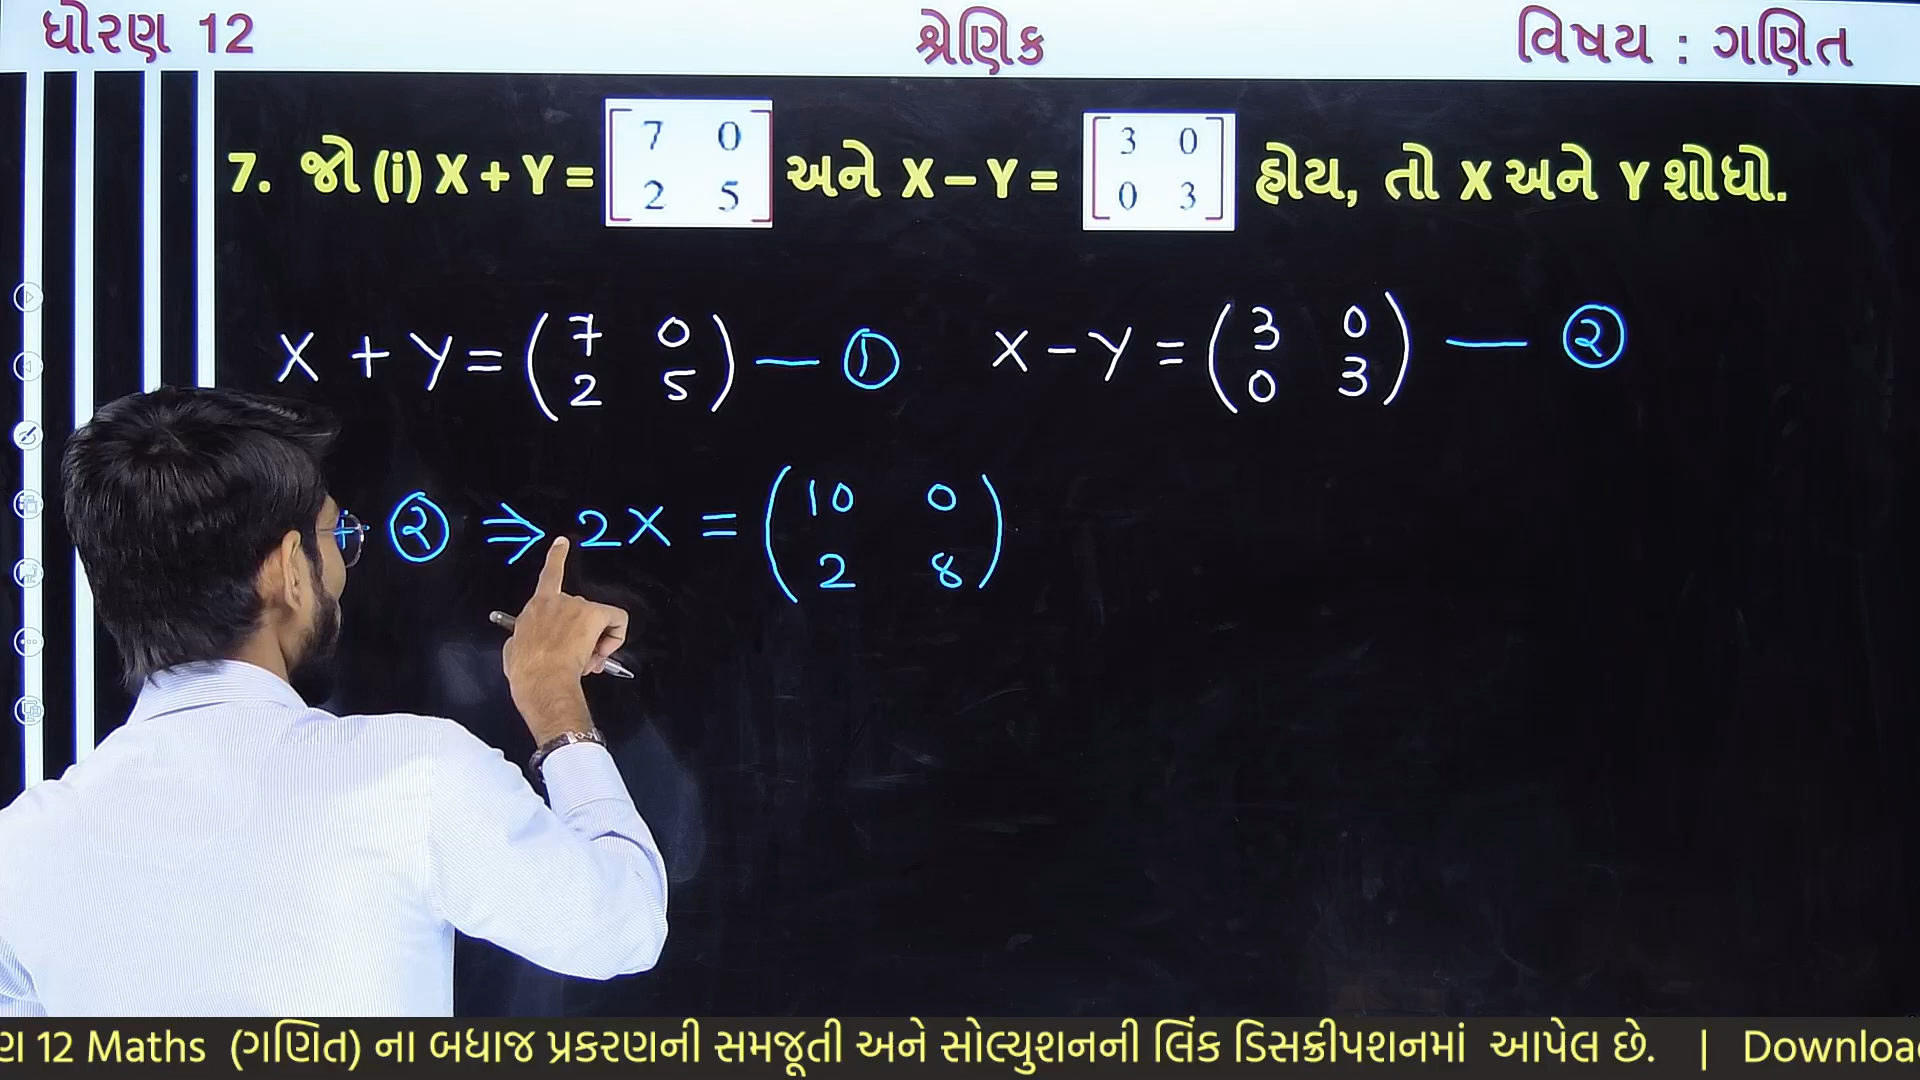 ધોરણ 12 શ્રેણિક વિષય : ગણિત
7. જો (i) X + Y = [7 0 2 5] અને X – Y = [3 0 0 3] હોય, તો X અને Y શોધો.
X + Y = (7 0 2 5) — ① X - Y = (3 0 0 3) — ②
+ ② ⇒ 2X = (10 0 2 8)
12 Maths (ગણિત) ના બધાજ પ્રકરણની સમજૂતી અને સોલ્યુશનની લિંક ડિસક્રીપશનમાં આપેલ છે. |